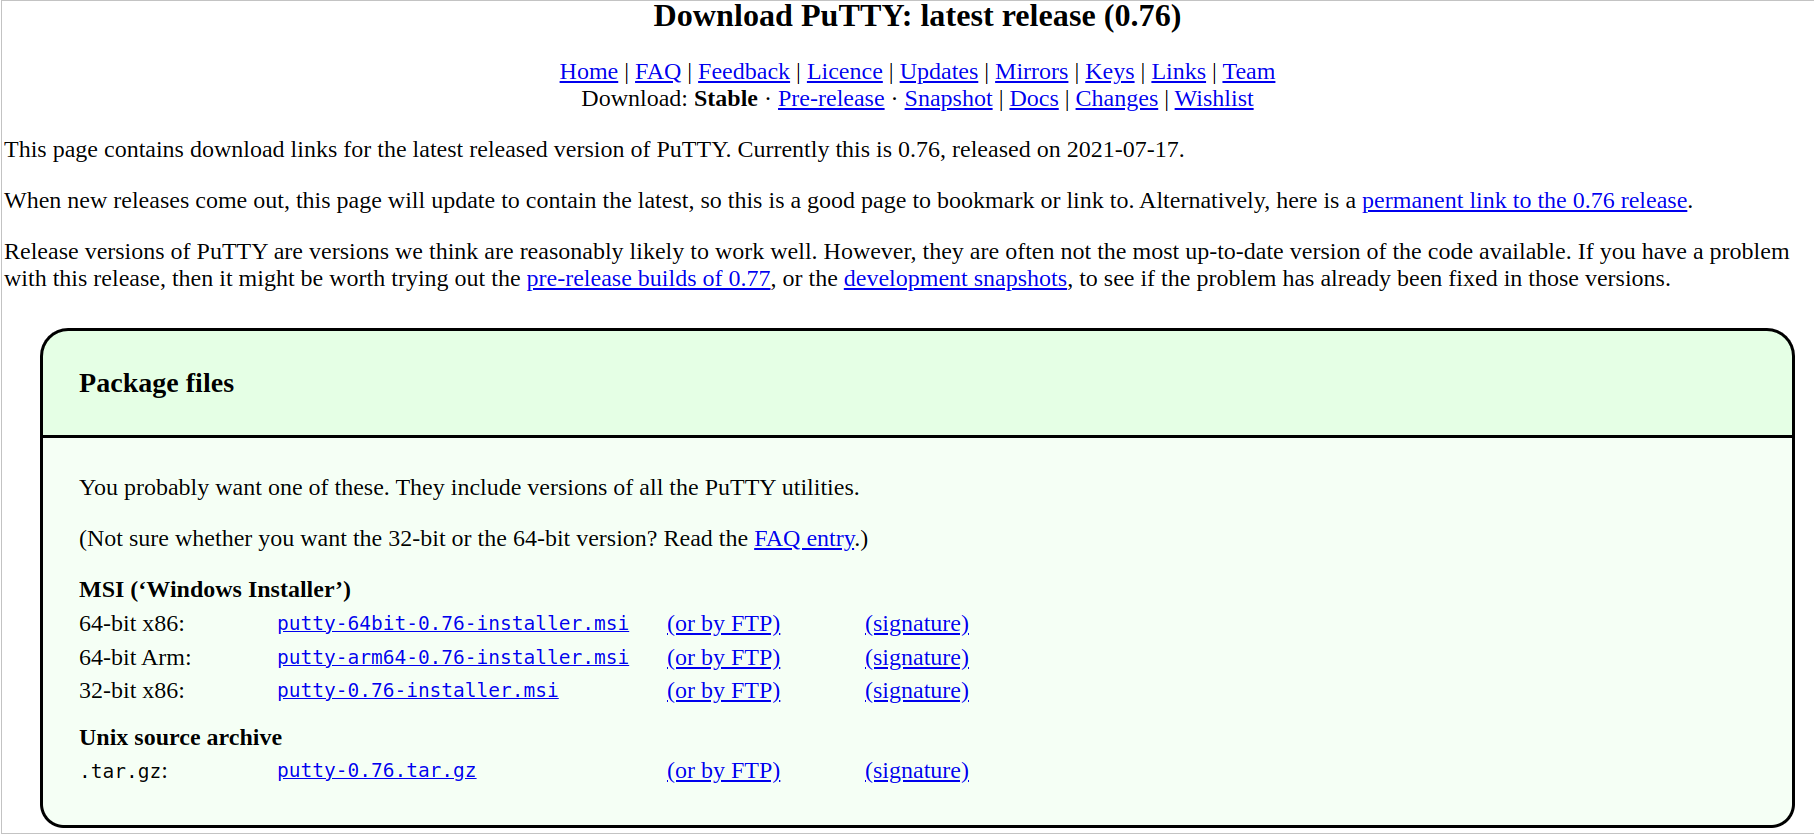 Download PuTTY: latest release (0.76)
Home | FAQ | Feedback | Licence | Updates | Mirrors | Keys | Links | Team
Download: Stable · Pre-release · Snapshot | Docs | Changes | Wishlist
This page contains download links for the latest released version of PuTTY. Currently this is 0.76, released on 2021-07-17.
When new releases come out, this page will update to contain the latest, so this is a good page to bookmark or link to. Alternatively, here is a permanent link to the 0.76 release.
Release versions of PuTTY are versions we think are reasonably likely to work well. However, they are often not the most up-to-date version of the code available. If you have a problem
with this release, then it might be worth trying out the pre-release builds of 0.77, or the development snapshots, to see if the problem has already been fixed in those versions.
Package files
You probably want one of these. They include versions of all the PuTTY utilities.
(Not sure whether you want the 32-bit or the 64-bit version? Read the FAQ entry.)
MSI (‘Windows Installer’)
64-bit x86: putty-64bit-0.76-installer.msi (or by FTP) (signature)
64-bit Arm: putty-arm64-0.76-installer.msi (or by FTP) (signature)
32-bit x86: putty-0.76-installer.msi (or by FTP) (signature)
Unix source archive
.tar.gz: putty-0.76.tar.gz (or by FTP) (signature)